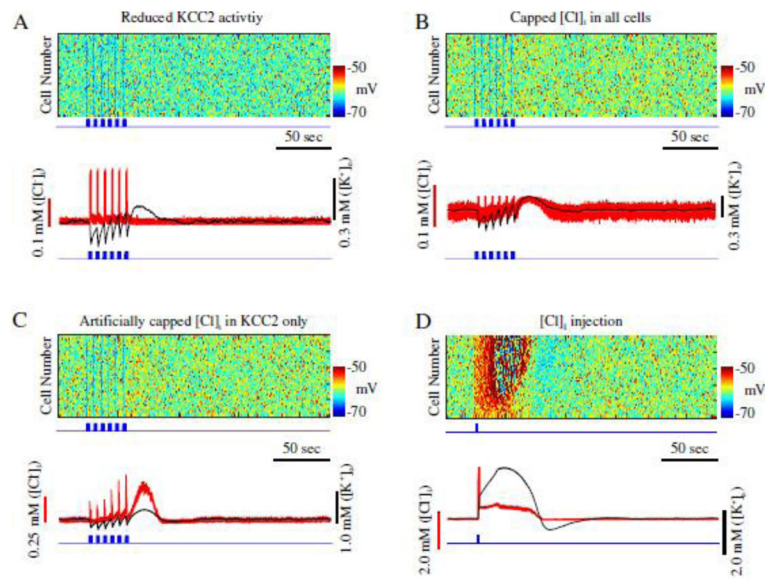 A
Reduced KCC2 activtiy
Cell Number
-50
mV
-70
50 sec
0.1 mM ([Cl-]i)
0.3 mM ([K+]o)
B
Capped [Cl]i in all cells
Cell Number
-50
mV
-70
50 sec
0.1 mM ([Cl-]i)
0.3 mM ([K+]o)
C
Artificially capped [Cl]i in KCC2 only
Cell Number
-50
mV
-70
50 sec
0.25 mM ([Cl-]i)
1.0 mM ([K+]o)
D
[Cl]i injection
Cell Number
-50
mV
-70
50 sec
2.0 mM ([Cl-]i)
2.0 mM ([K+]o)